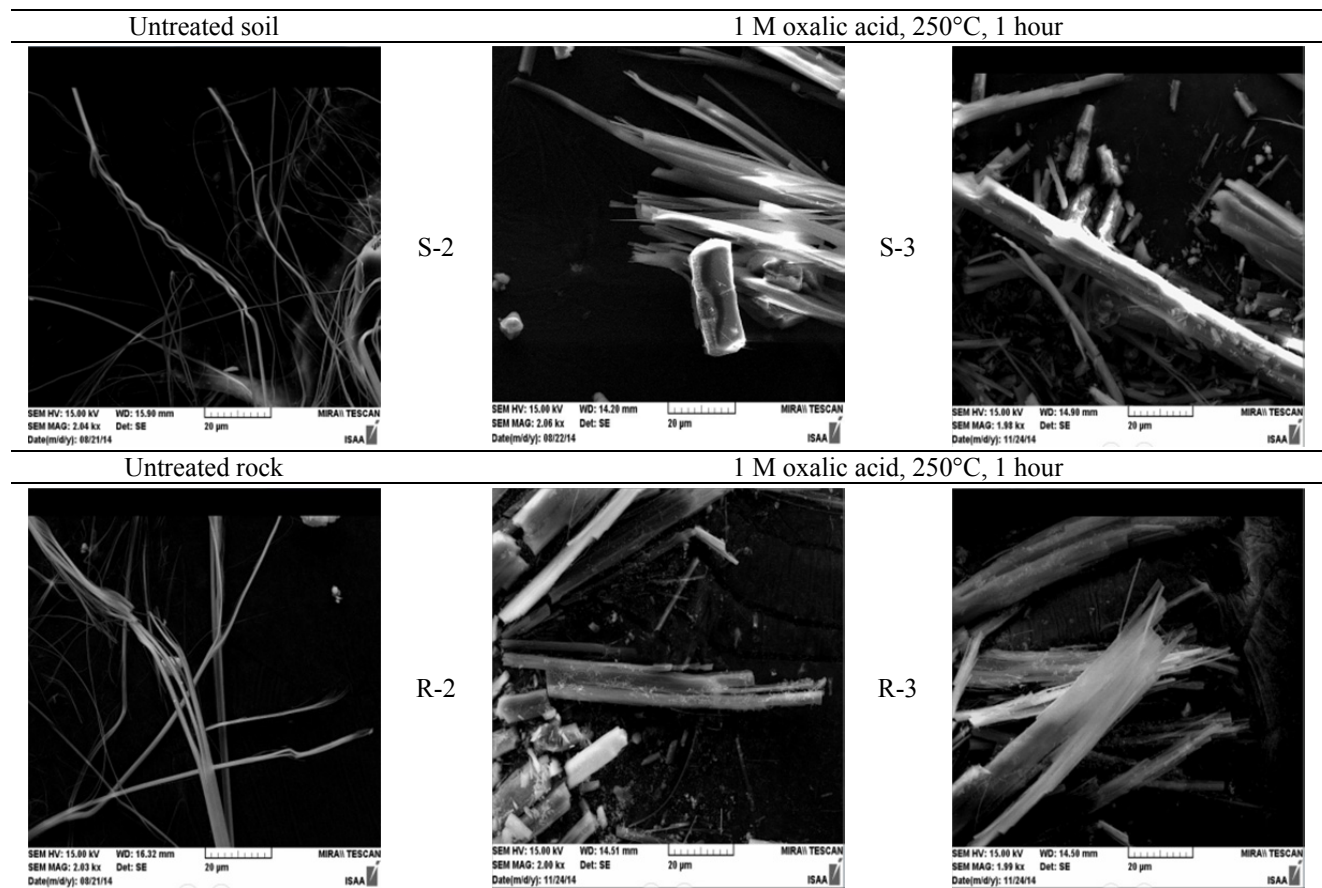 Untreated soil
1 M oxalic acid, 250°C, 1 hour
S-2
S-3
SEM HV: 15.00 kV WD: 15.90 mm MIRA\\ TESCAN
SEM MAG: 2.04 kx Det: SE 20 µm
Date(m/d/y): 08/21/14 ISAA
SEM HV: 15.00 kV WD: 14.20 mm MIRA\\ TESCAN
SEM MAG: 2.06 kx Det: SE 20 µm
Date(m/d/y): 08/22/14 ISAA
SEM HV: 15.00 kV WD: 14.90 mm MIRA\\ TESCAN
SEM MAG: 1.98 kx Det: SE 20 µm
Date(m/d/y): 11/24/14 ISAA
Untreated rock
1 M oxalic acid, 250°C, 1 hour
R-2
R-3
SEM HV: 15.00 kV WD: 16.32 mm MIRA\\ TESCAN
SEM MAG: 2.03 kx Det: SE 20 µm
Date(m/d/y): 08/21/14 ISAA
SEM HV: 15.00 kV WD: 14.51 mm MIRA\\ TESCAN
SEM MAG: 2.00 kx Det: SE 20 µm
Date(m/d/y): 11/24/14 ISAA
SEM HV: 15.00 kV WD: 14.50 mm MIRA\\ TESCAN
SEM MAG: 1.99 kx Det: SE 20 µm
Date(m/d/y): 11/24/14 ISAA